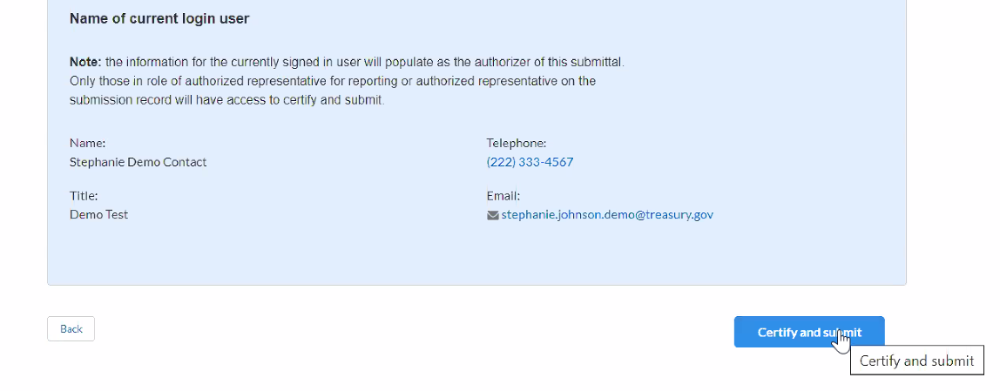 Name of current login user
Note: the information for the currently signed in user will populate as the authorizer of this submittal.
Only those in role of authorized representative for reporting or authorized representative on the
submission record will have access to certify and submit.
Name:
Stephanie Demo Contact
Telephone:
(222) 333-4567
Title:
Demo Test
Email:
stephanie.johnson.demo@treasury.gov
Back
Certify and submit
Certify and submit